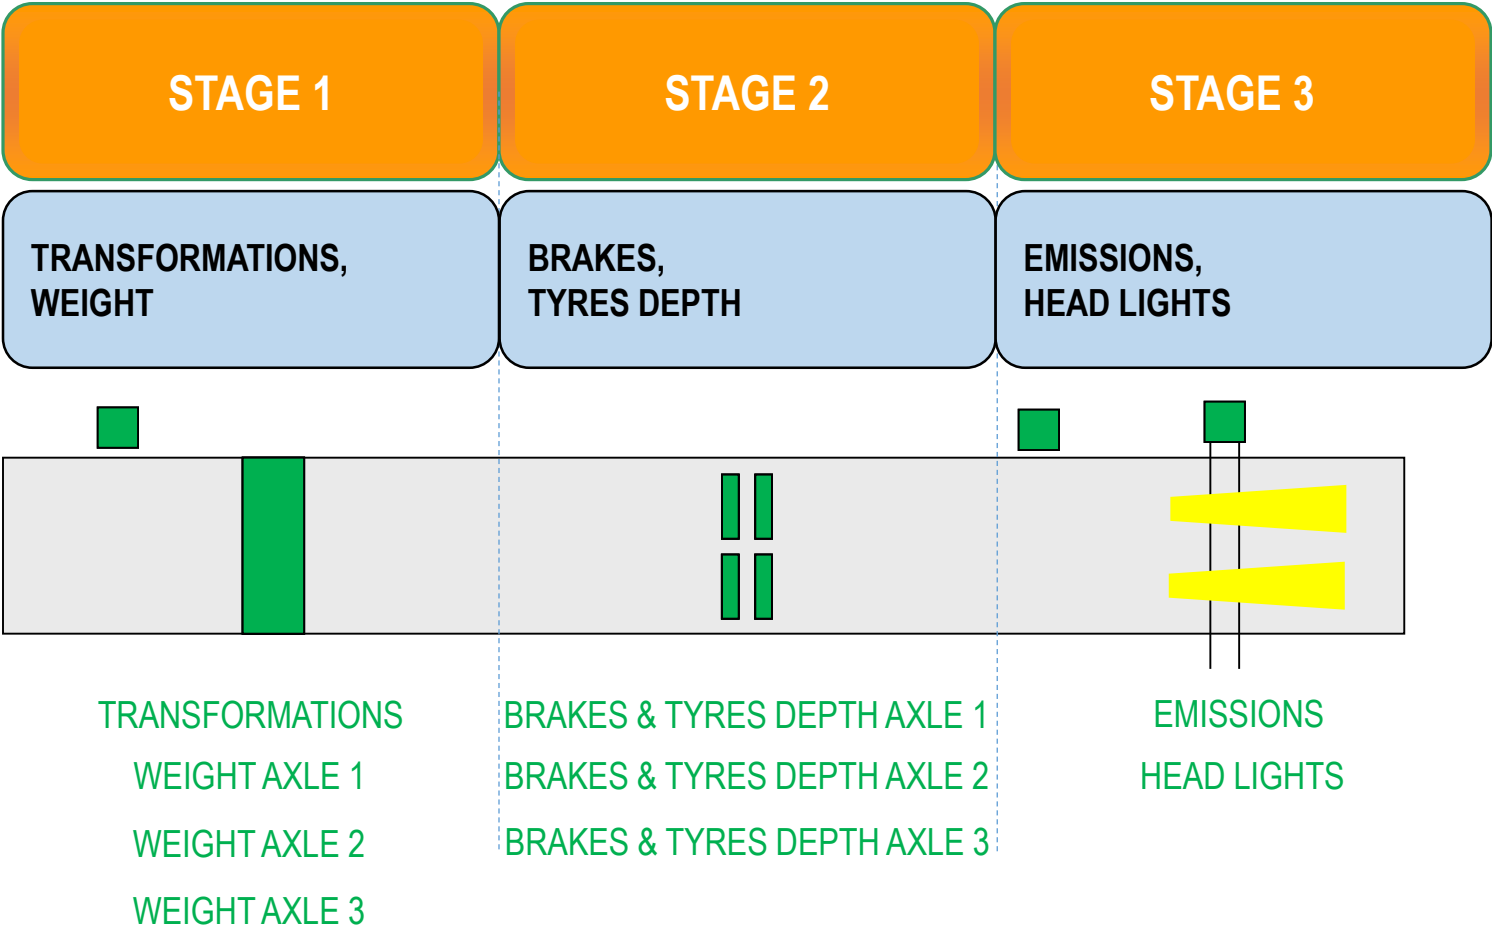 STAGE 1
STAGE 2
STAGE 3
TRANSFORMATIONS,
WEIGHT
BRAKES,
TYRES DEPTH
EMISSIONS,
HEAD LIGHTS
TRANSFORMATIONS
WEIGHT AXLE 1
WEIGHT AXLE 2
WEIGHT AXLE 3
BRAKES & TYRES DEPTH AXLE 1
BRAKES & TYRES DEPTH AXLE 2
BRAKES & TYRES DEPTH AXLE 3
EMISSIONS
HEAD LIGHTS